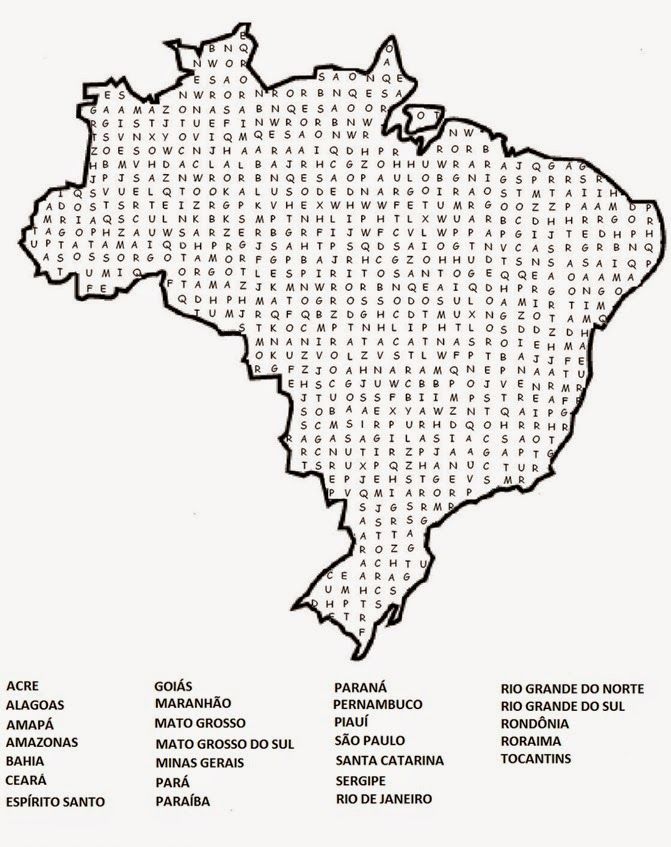 E
B N Q
N W O R
E S A O
S A O N Q E
E S
N W R O R N R O R B N Q E S A
G A A M A Z O N A S A B N Q E S A O O R
R G I S T J T U E F I N W R O R B N W
T S V N X Y O V I Q M Q E S A O N W R
Z O E S O W C N J H A A R A A I Q D H P R
H B M V H D A C L A L B A J R H C G Z O H H U W R A R A J Q G A G
J P J S A Z N W R O R B N Q E S A O P A U L O B G N I G S P R R S R
I Q S V U E L Q T O O K A L U S O D E D N A R G O I R A O S T M T A I I H
A D O S T S R T E I Z R G P K V H E X W H W W F E T U M R G O O Z Z P A A M D P
M R I A Q S C U L N K B K S M P T N H L I P H T L X W U A R B C D H H R R G O R
T A G O P H Z A U W S A R Z E R B G R F I J W F C V L W P P A P G I J T E D H P H
U P T A T A M A I Q D H P R G J S A H T P S Q D S A I O G T N V C A S R G R B N Q
A S O S S O R G O T A M O R F G P B A J R H C G Z O H H U D T S N S A S A I Q P
T U M I Q O R G O T L E S P I R I T O S A N T O G E Q Q E A O A A M A
F E F T A M A Z J K M N W R O R B N Q E A I Q D H P R G O N G O
Q D H P H M A T O G R O S S O D O S U L O A M I R T I M
T U M J R Q F Q B Z D G H C D T M U X N G Z O T A M Q
S T K O C M P T N H L I P H T L O S D D Z D H
M N A N I R A T A C A T N A S R O I E H M A
O K U Z V O L Z V S T L W F P T B A J J F E
R G F Z J O A H N A R A M Q N E P N A A T U
E H S C G J U W C B B P O J V E N R M R
J T U O S S F B I I M P S T R E A F
S O B A A E X Y A W Z N T Q A I P G
S C M S I R P U R H D Q O H R R H R
R A G A S A G I L A S I A C S A O T
R C N U T I R Z P J A A G A P T G
T S R U X P Q Z H A N U C T U R
E P J E H S T G E V S M R
P V Q M I A R O R P
S J G S R M R
A S R S G
A T T A
R O Z G
A C H T U
C E A R A G
U M H C S
D H P T S
E T R
F
ACRE GOIÁS PARANÁ RIO GRANDE DO NORTE
ALAGOAS MARANHÃO PERNAMBUCO RIO GRANDE DO SUL
AMAPÁ MATO GROSSO PIAUÍ RONDÔNIA
AMAZONAS MATO GROSSO DO SUL SÃO PAULO RORAIMA
BAHIA MINAS GERAIS SANTA CATARINA TOCANTINS
CEARÁ PARÁ SERGIPE
ESPÍRITO SANTO PARAÍBA RIO DE JANEIRO